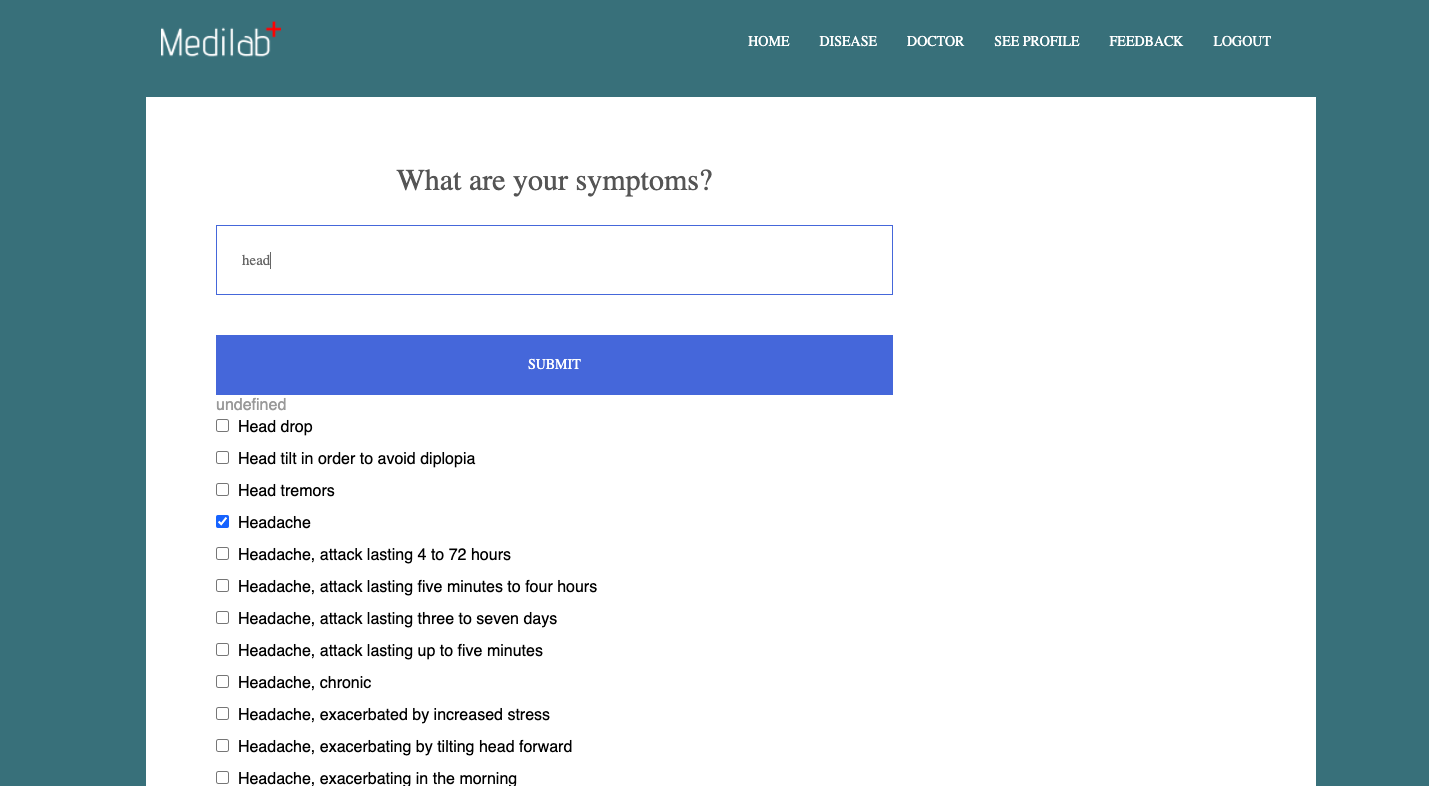 Medilab+
HOME DISEASE DOCTOR SEE PROFILE FEEDBACK LOGOUT
What are your symptoms?
head
SUBMIT
undefined
Head drop
Head tilt in order to avoid diplopia
Head tremors
Headache
Headache, attack lasting 4 to 72 hours
Headache, attack lasting five minutes to four hours
Headache, attack lasting three to seven days
Headache, attack lasting up to five minutes
Headache, chronic
Headache, exacerbated by increased stress
Headache, exacerbating by tilting head forward
Headache, exacerbating in the morning